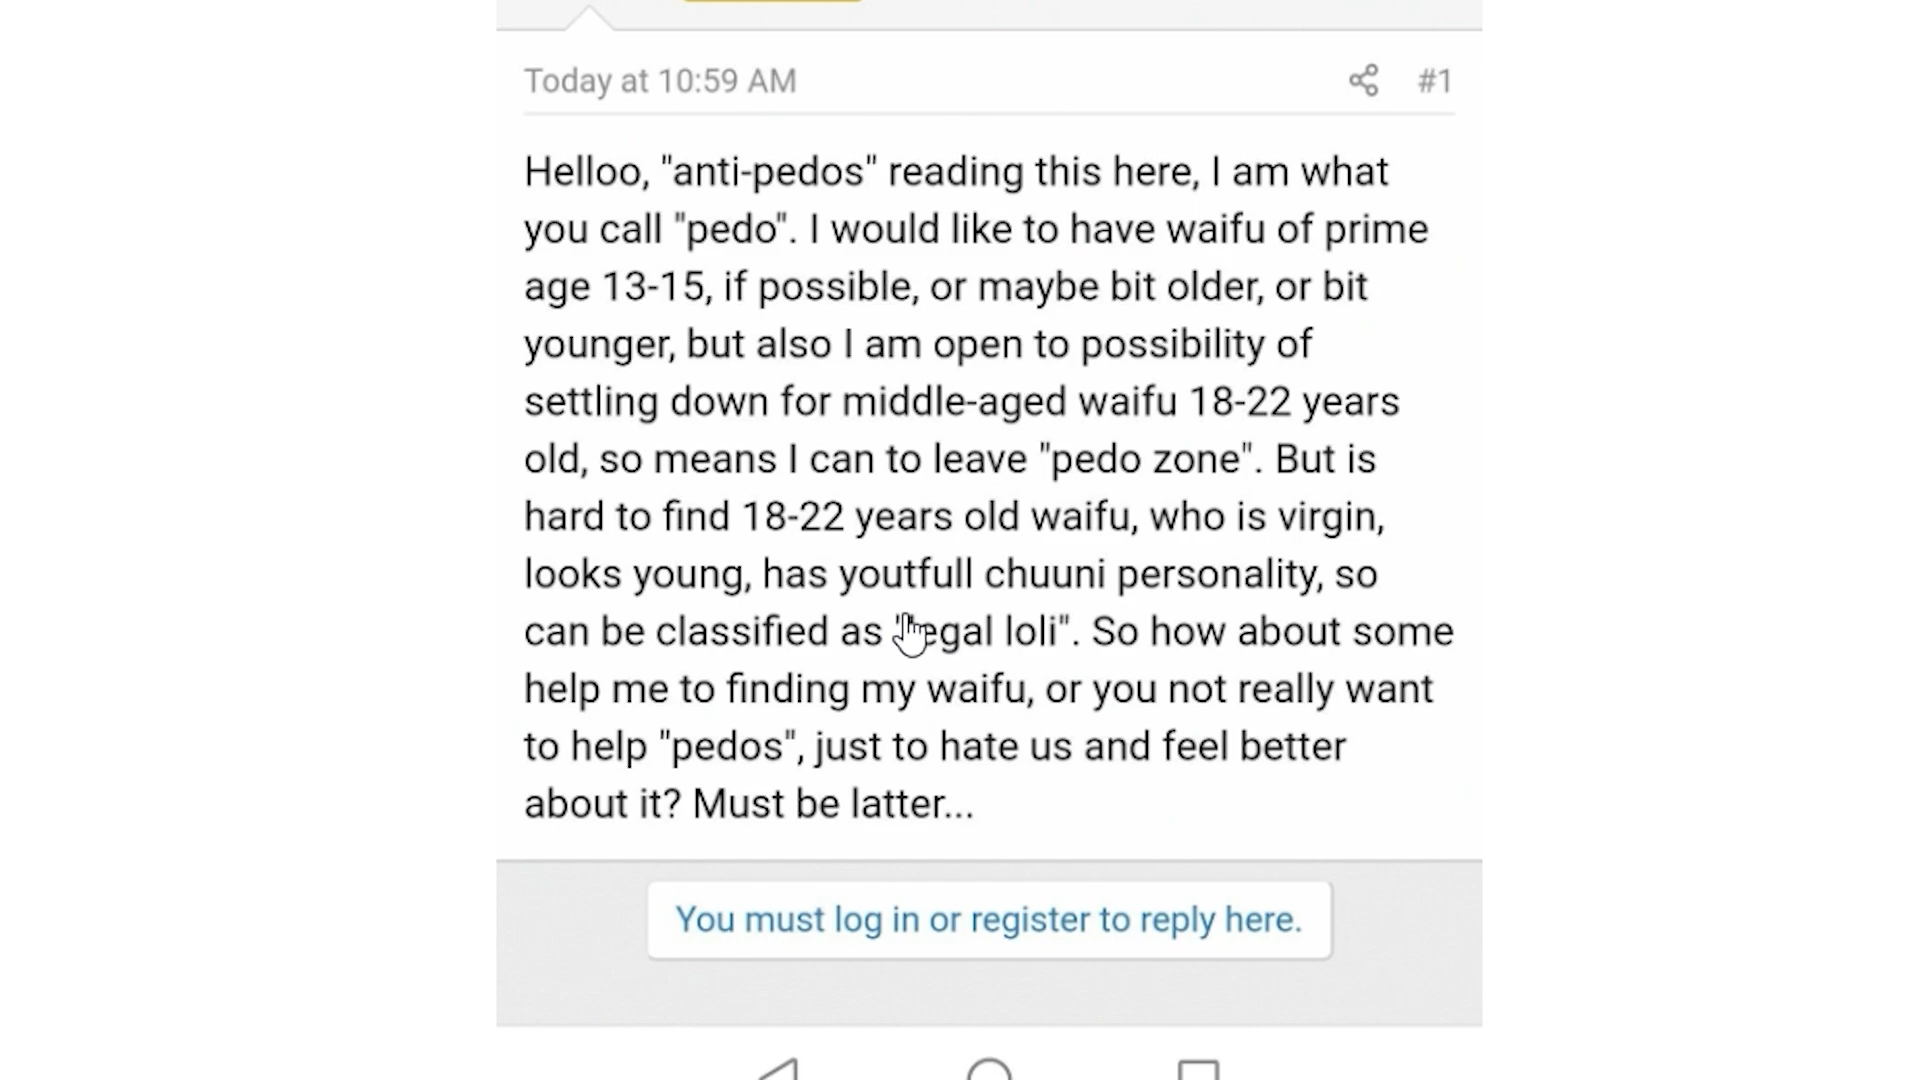 Today at 10:59 AM #1
Helloo, "anti-pedos" reading this here, I am what
you call "pedo". I would like to have waifu of prime
age 13-15, if possible, or maybe bit older, or bit
younger, but also I am open to possibility of
settling down for middle-aged waifu 18-22 years
old, so means I can to leave "pedo zone". But is
hard to find 18-22 years old waifu, who is virgin,
looks young, has youtfull chuuni personality, so
can be classified as "legal loli". So how about some
help me to finding my waifu, or you not really want
to help "pedos", just to hate us and feel better
about it? Must be latter...
You must log in or register to reply here.